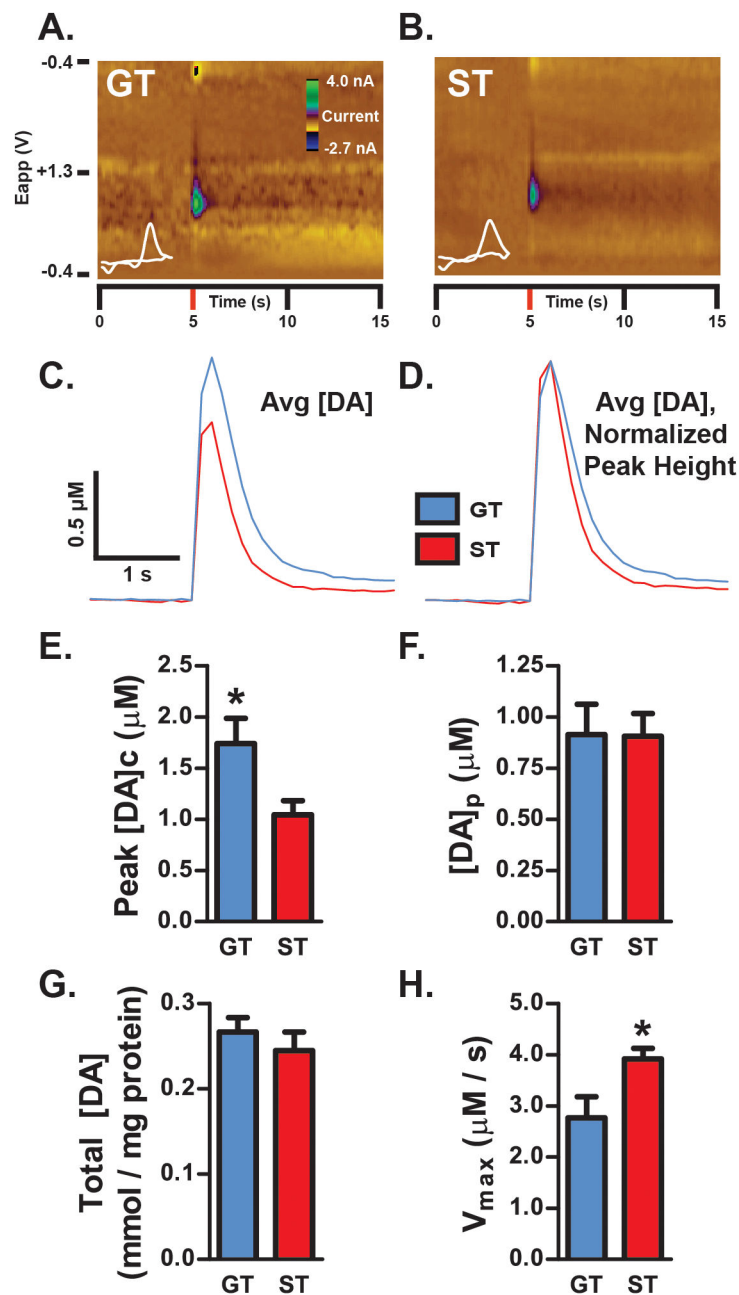 A.
B.
-0.4
+1.3
-0.4
Eapp (V)
GT
4.0 nA
Current
-2.7 nA
ST
0
5
Time (s)
10
15
0
5
Time (s)
10
15
C.
Avg [DA]
0.5 µM
1 s
D.
Avg [DA],
Normalized
Peak Height
GT
ST
E.
Peak [DA]c (µM)
2.5
2.0
1.5
1.0
0.5
0.0
*
GT
ST
F.
[DA]p (µM)
1.25
1.00
0.75
0.50
0.25
0.00
GT
ST
G.
Total [DA]
(mmol / mg protein)
0.3
0.2
0.1
0.0
GT
ST
H.
Vmax (µM / s)
5.0
4.0
3.0
2.0
1.0
0.0
*
GT
ST